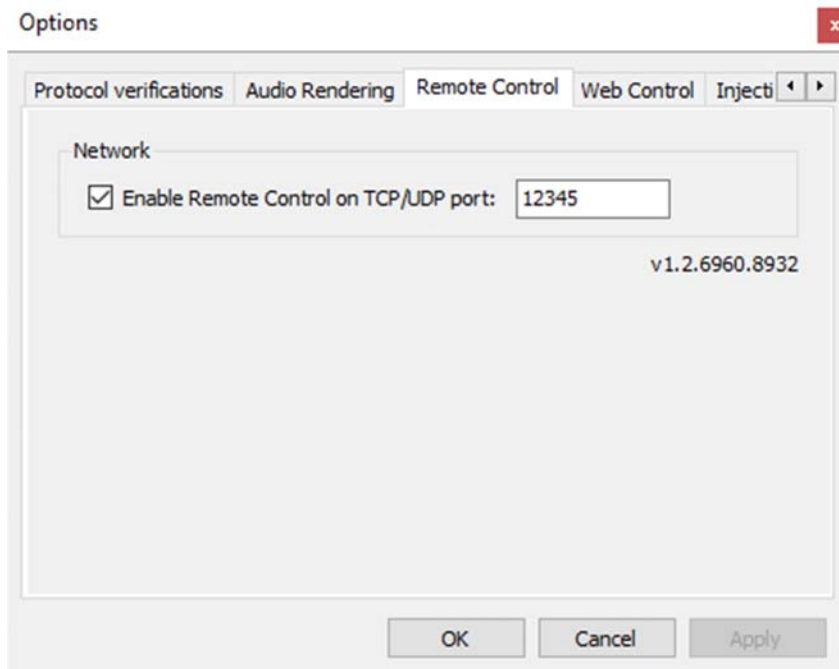 Options
x
Protocol verifications Audio Rendering Remote Control Web Control Injecti
Network
Enable Remote Control on TCP/UDP port: 12345
v1.2.6960.8932
OK Cancel Apply